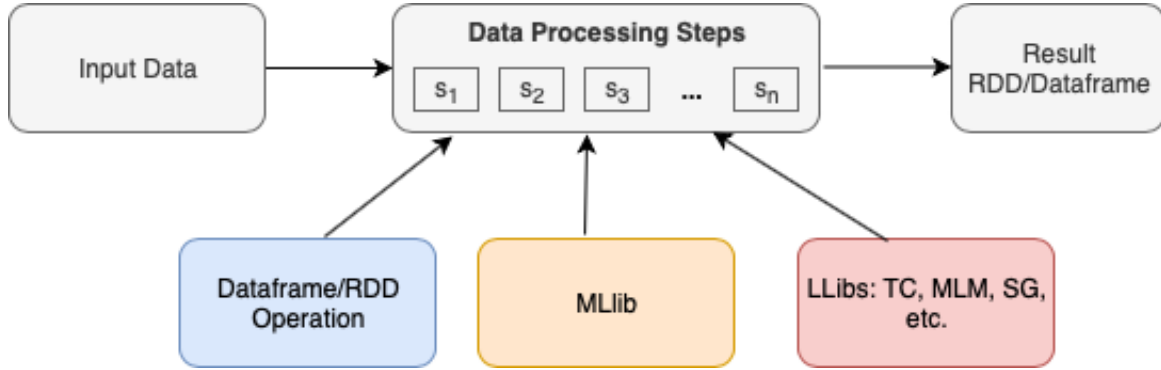 Input Data
Data Processing Steps
s1 s2 s3 ... sn
Result
RDD/Dataframe
Dataframe/RDD
Operation
MLlib
LLibs: TC, MLM, SG,
etc.